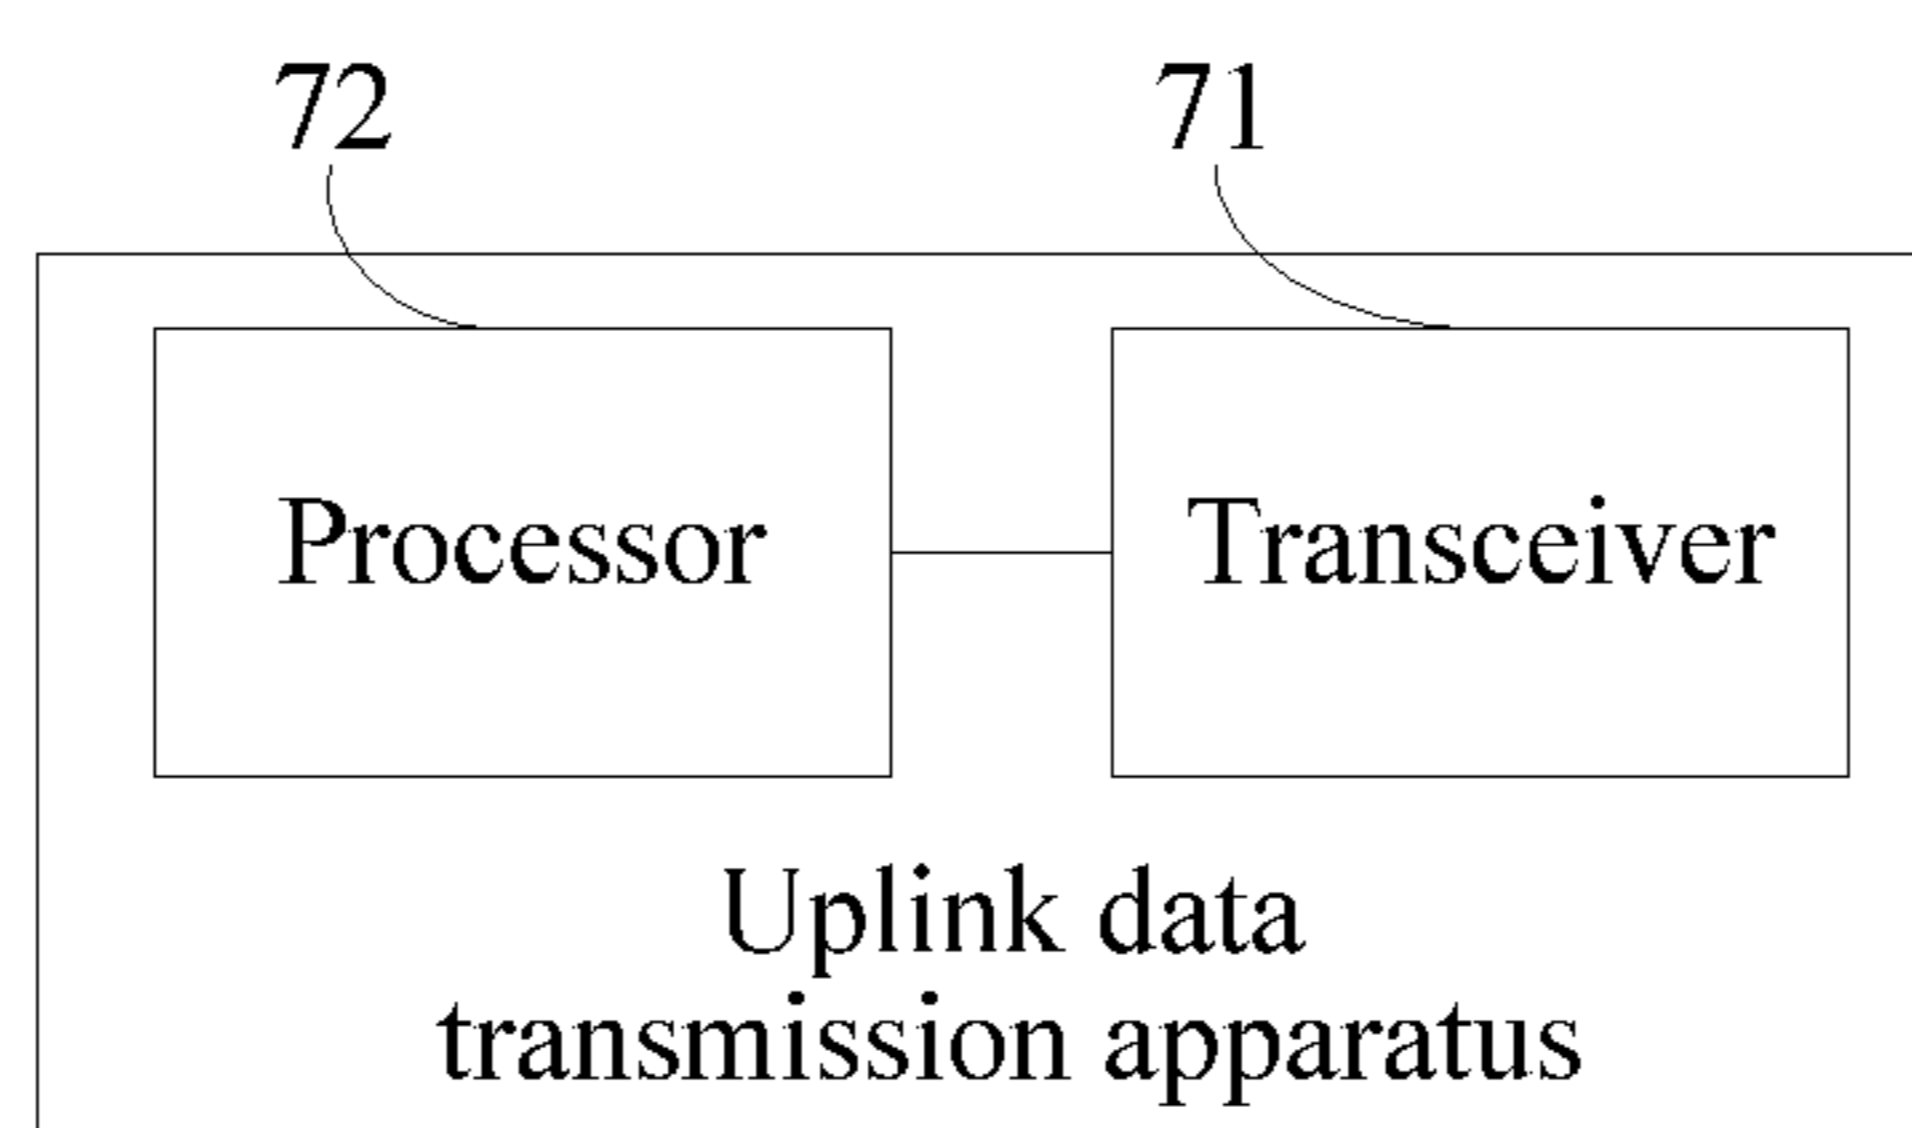 72
71
Processor
Transceiver
Uplink data
transmission apparatus